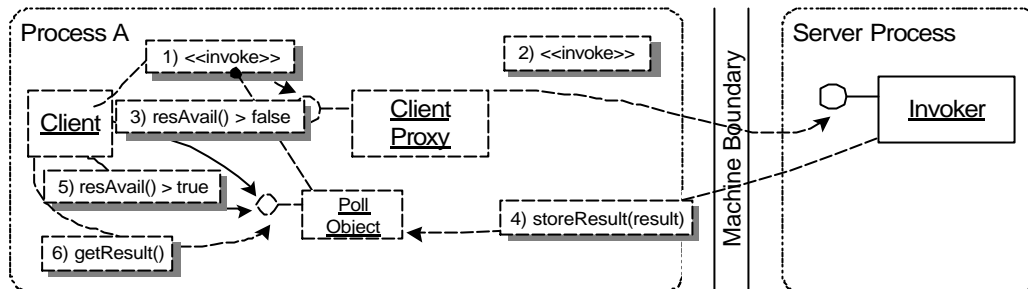 Process A
Server Process
1) <<invoke>>
2) <<invoke>>
Client
3) resAvail() > false
Client
Proxy
Invoker
5) resAvail() > true
Poll
Object
4) storeResult(result)
6) getResult()
Machine Boundary